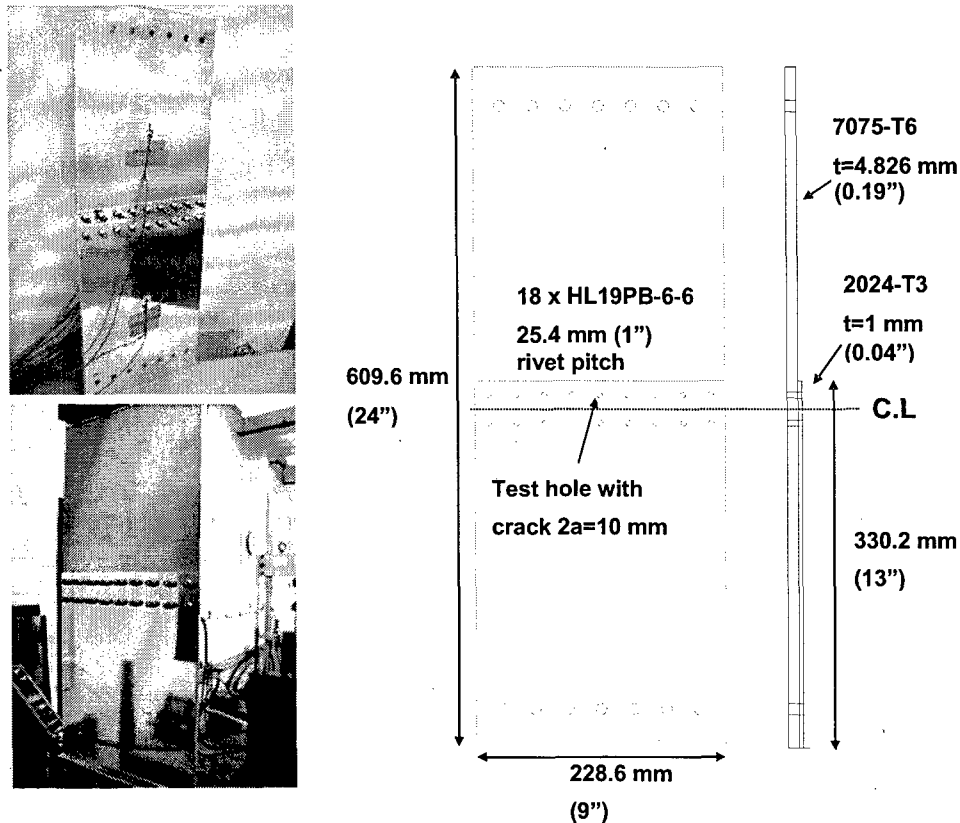 7075-T6
t=4.826 mm
(0.19")
2024-T3
t=1 mm
(0.04")
18 x HL19PB-6-6
25.4 mm (1")
rivet pitch
609.6 mm
(24")
C.L
Test hole with
crack 2a=10 mm
330.2 mm
(13")
228.6 mm
(9")